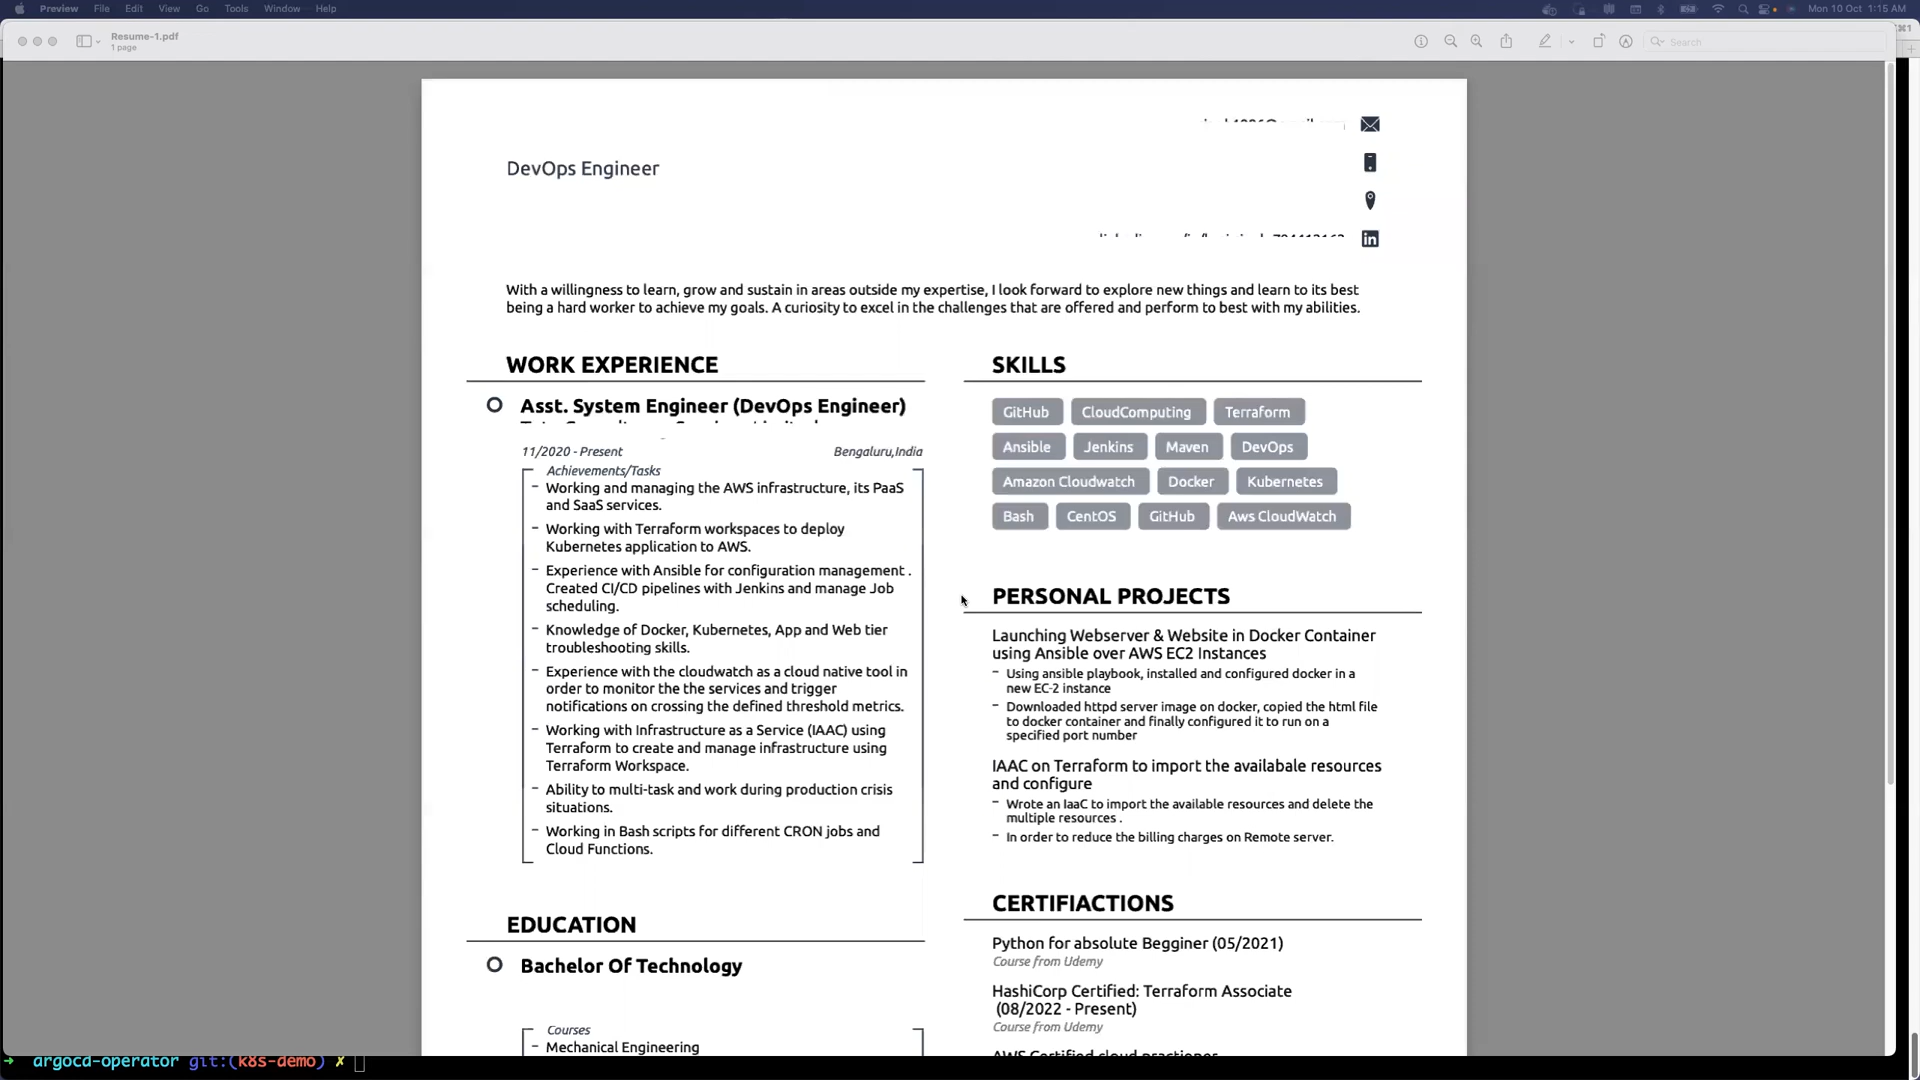 Preview File Edit View Go Tools Window Help
Mon 10 Oct 1:15 AM
Resume-1.pdf
1 page
Search
DevOps Engineer
With a willingness to learn, grow and sustain in areas outside my expertise, I look forward to explore new things and learn to its best
being a hard worker to achieve my goals. A curiosity to excel in the challenges that are offered and perform to best with my abilities.
WORK EXPERIENCE
Asst. System Engineer (DevOps Engineer)
11/2020 - Present
Bengaluru,India
Achievements/Tasks
- Working and managing the AWS infrastructure, its PaaS
and SaaS services.
- Working with Terraform workspaces to deploy
Kubernetes application to AWS.
- Experience with Ansible for configuration management .
Created CI/CD pipelines with Jenkins and manage Job
scheduling.
- Knowledge of Docker, Kubernetes, App and Web tier
troubleshooting skills.
- Experience with the cloudwatch as a cloud native tool in
order to monitor the the services and trigger
notifications on crossing the defined threshold metrics.
- Working with Infrastructure as a Service (IAAC) using
Terraform to create and manage infrastructure using
Terraform Workspace.
- Ability to multi-task and work during production crisis
situations.
- Working in Bash scripts for different CRON jobs and
Cloud Functions.
EDUCATION
Bachelor Of Technology
Courses
- Mechanical Engineering
SKILLS
GitHub CloudComputing Terraform
Ansible Jenkins Maven DevOps
Amazon Cloudwatch Docker Kubernetes
Bash CentOS GitHub Aws CloudWatch
PERSONAL PROJECTS
Launching Webserver & Website in Docker Container
using Ansible over AWS EC2 Instances
- Using ansible playbook, installed and configured docker in a
new EC-2 instance
- Downloaded httpd server image on docker, copied the html file
to docker container and finally configured it to run on a
specified port number
IAAC on Terraform to import the availabale resources
and configure
- Wrote an IaaC to import the available resources and delete the
multiple resources .
- In order to reduce the billing charges on Remote server.
CERTIFIACTIONS
Python for absolute Begginer (05/2021)
Course from Udemy
HashiCorp Certified: Terraform Associate
(08/2022 - Present)
Course from Udemy
AWS Certified cloud
→ argocd-operator git:(k8s-demo) ✗